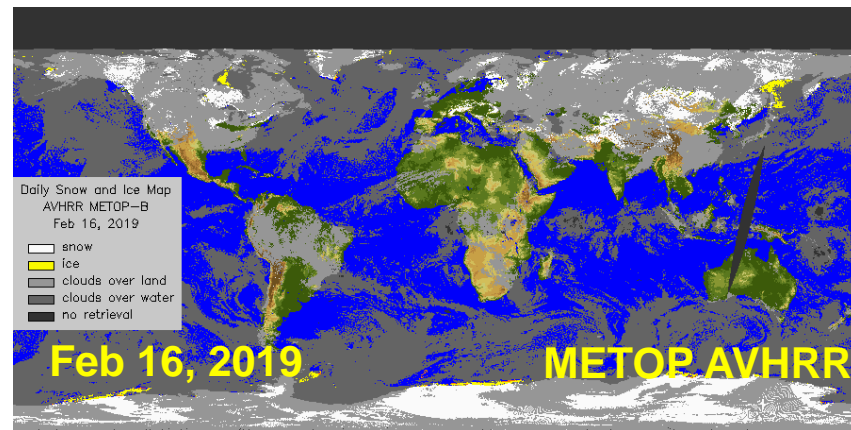 Daily Snow and Ice Map
AVHRR METOP-B
Feb 16, 2019
snow
ice
clouds over land
clouds over water
no retrieval
Feb 16, 2019
METOP AVHRR